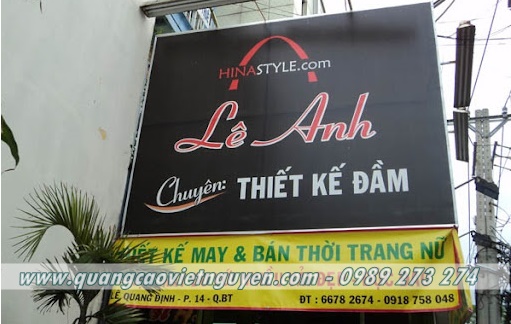 HINASTYLE.com
Lê Anh
Chuyên: THIẾT KẾ ĐẦM
THIẾT KẾ MAY & BÁN THỜI TRANG NỮ
www.quangcaovietnguyen.com - 0989 273 274
LÊ QUANG ĐỊNH - P. 14 - Q.BT ĐT : 6678 2674 - 0918 758 048